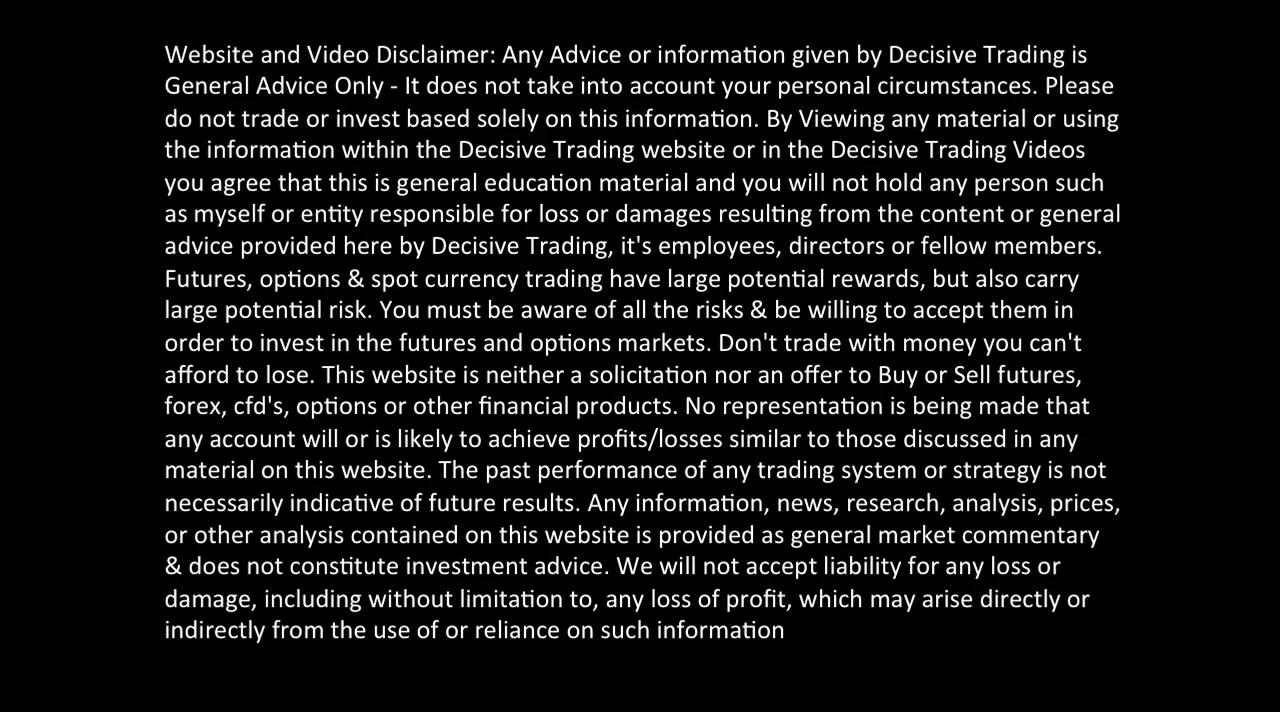 Website and Video Disclaimer: Any Advice or information given by Decisive Trading is
General Advice Only - It does not take into account your personal circumstances. Please
do not trade or invest based solely on this information. By Viewing any material or using
the information within the Decisive Trading website or in the Decisive Trading Videos
you agree that this is general education material and you will not hold any person such
as myself or entity responsible for loss or damages resulting from the content or general
advice provided here by Decisive Trading, it's employees, directors or fellow members.
Futures, options & spot currency trading have large potential rewards, but also carry
large potential risk. You must be aware of all the risks & be willing to accept them in
order to invest in the futures and options markets. Don't trade with money you can't
afford to lose. This website is neither a solicitation nor an offer to Buy or Sell futures,
forex, cfd's, options or other financial products. No representation is being made that
any account will or is likely to achieve profits/losses similar to those discussed in any
material on this website. The past performance of any trading system or strategy is not
necessarily indicative of future results. Any information, news, research, analysis, prices,
or other analysis contained on this website is provided as general market commentary
& does not constitute investment advice. We will not accept liability for any loss or
damage, including without limitation to, any loss of profit, which may arise directly or
indirectly from the use of or reliance on such information